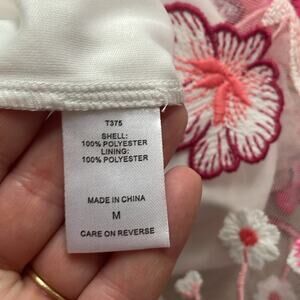 T375
SHELL:
100% POLYESTER
LINING:
100% POLYESTER
MADE IN CHINA
M
CARE ON REVERSE